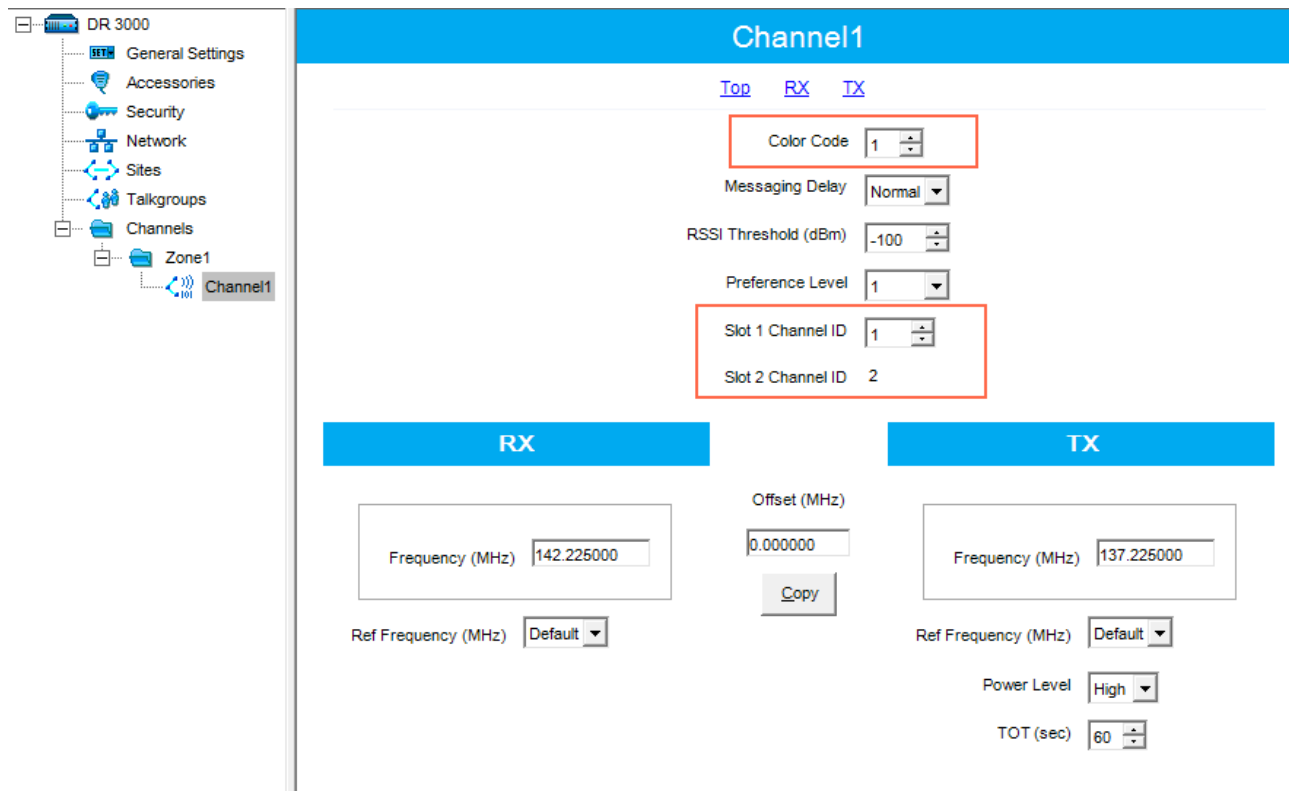 DR 3000
General Settings
Accessories
Security
Network
Sites
Talkgroups
Channels
Zone1
Channel1
Channel1
Top RX TX
Color Code 1
Messaging Delay Normal
RSSI Threshold (dBm) -100
Preference Level 1
Slot 1 Channel ID 1
Slot 2 Channel ID 2
RX
Frequency (MHz) 142.225000
Ref Frequency (MHz) Default
Offset (MHz)
0.000000
Copy
TX
Frequency (MHz) 137.225000
Ref Frequency (MHz) Default
Power Level High
TOT (sec) 60